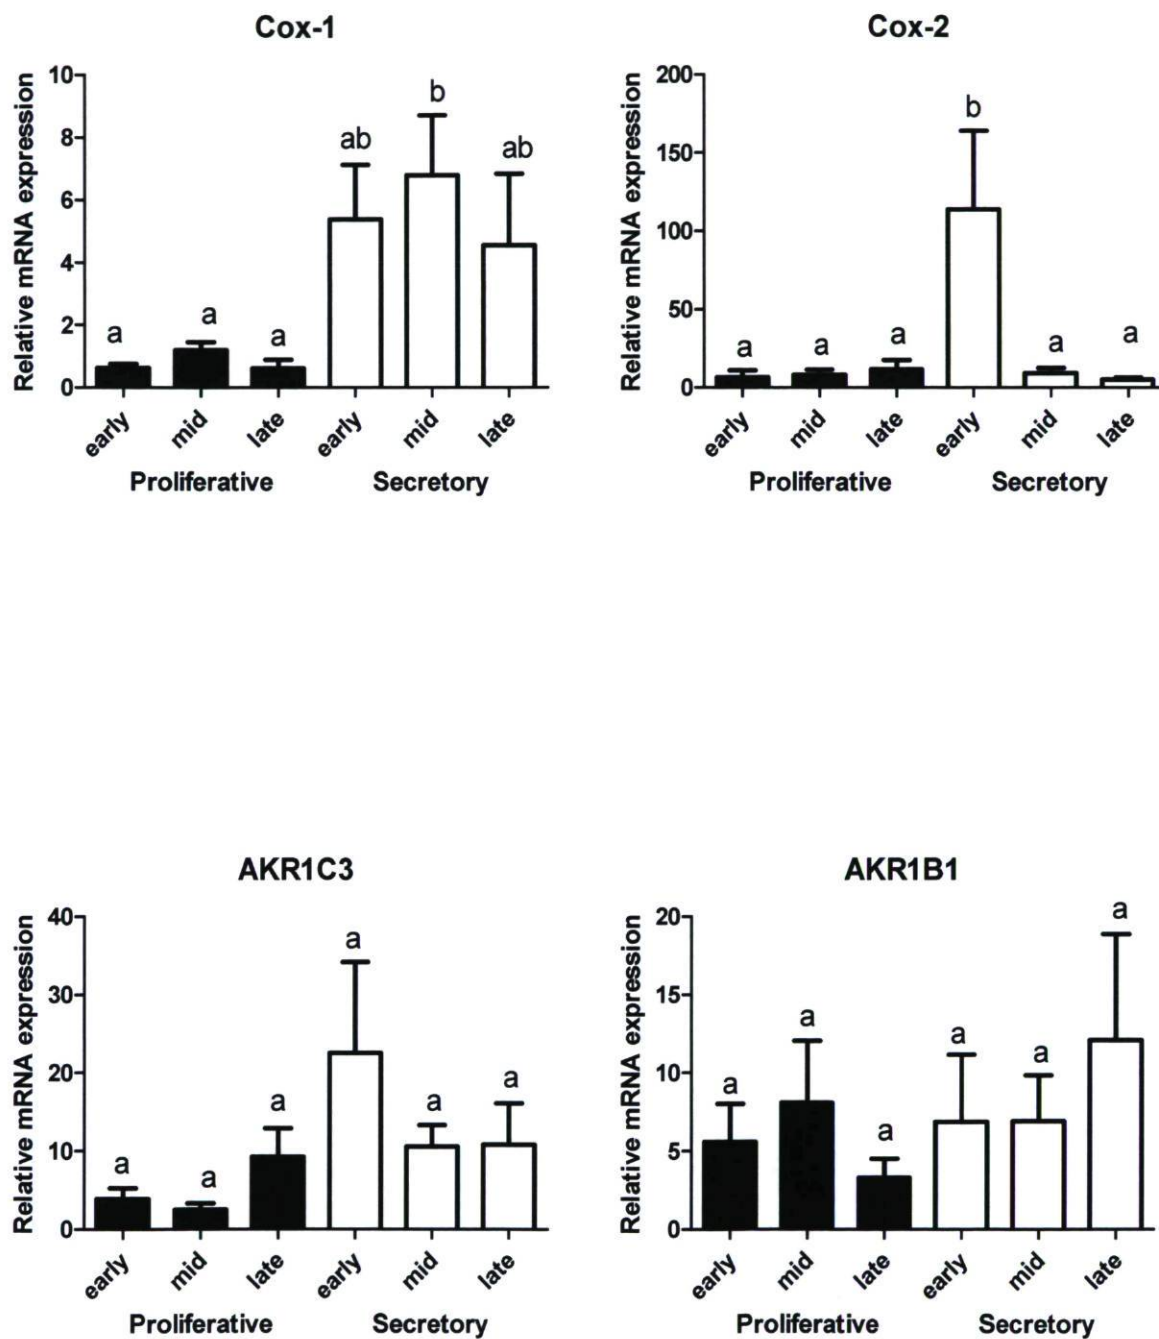 Cox-1
Relative mRNA expression
10
8
6
4
2
0
a
a
a
ab
b
ab
early
mid
late
early
mid
late
Proliferative
Secretory
Cox-2
Relative mRNA expression
200
150
100
50
0
a
a
a
b
a
a
early
mid
late
early
mid
late
Proliferative
Secretory
AKR1C3
Relative mRNA expression
40
30
20
10
0
a
a
a
a
a
a
early
mid
late
early
mid
late
Proliferative
Secretory
AKR1B1
Relative mRNA expression
20
15
10
5
0
a
a
a
a
a
a
early
mid
late
early
mid
late
Proliferative
Secretory